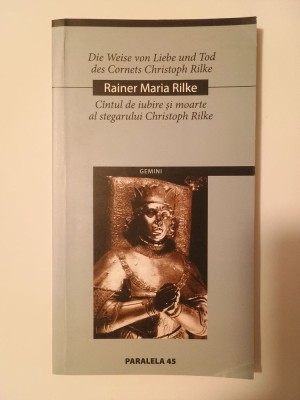 Die Weise von Liebe und Tod
des Cornets Christoph Rilke
Rainer Maria Rilke
Cîntul de iubire și moarte
al stegarului Christoph Rilke
GEMINI
PARALELA 45